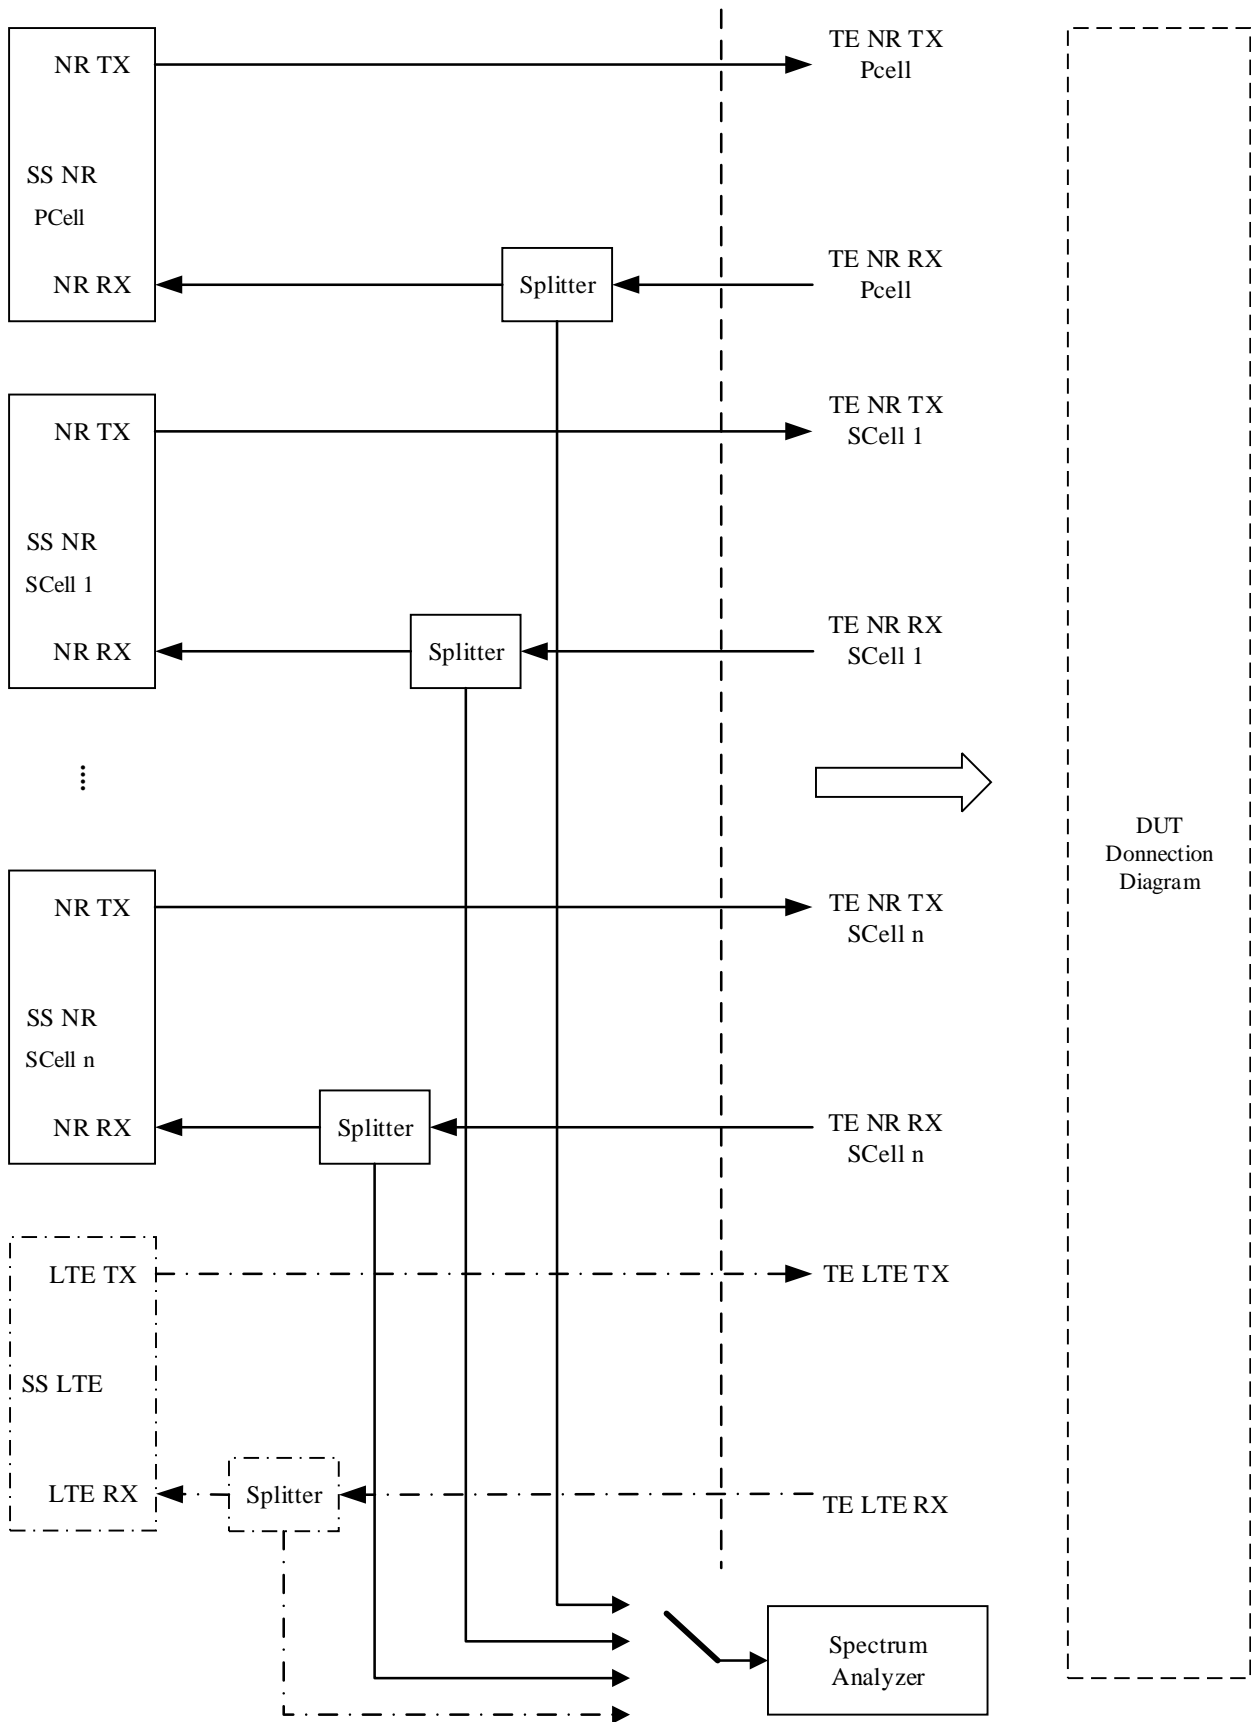 NR TX
TE NR TX
Pcell
SS NR
PCell
NR RX
Splitter
TE NR RX
Pcell
NR TX
TE NR TX
SCell 1
SS NR
SCell 1
NR RX
Splitter
TE NR RX
SCell 1
DUT
Donnection
Diagram
NR TX
TE NR TX
SCell n
SS NR
SCell n
NR RX
Splitter
TE NR RX
SCell n
LTE TX
TE LTE TX
SS LTE
LTE RX
Splitter
TE LTE RX
Spectrum
Analyzer